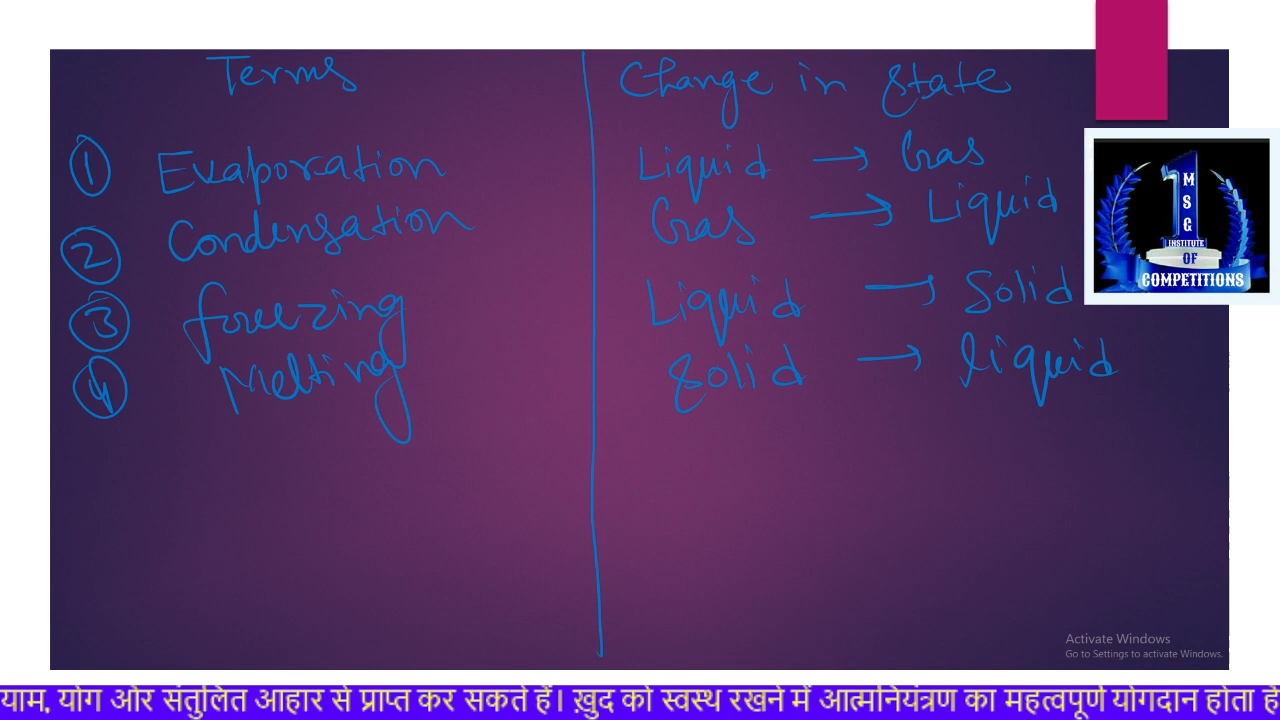 Terms Change in State
① Evaporation Liquid → Gas
② Condensation Gas → Liquid
③ freezing Liquid → Solid
④ Melting Solid → liquid
1
MSG
INSTITUTE
OF
COMPETITIONS
Activate Windows
Go to Settings to activate Windows.
याम, योग और संतुलित आहार से प्राप्त कर सकते हैं। ख़ुद को स्वस्थ रखने में आत्मनियंत्रण का महत्वपूर्ण योगदान होता है